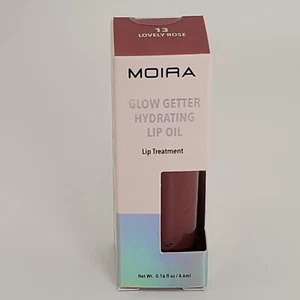 13
LOVELY ROSE
MOIRA
GLOW GETTER
HYDRATING
LIP OIL
Lip Treatment
Net Wt. 0.16 fl oz / 4.6ml